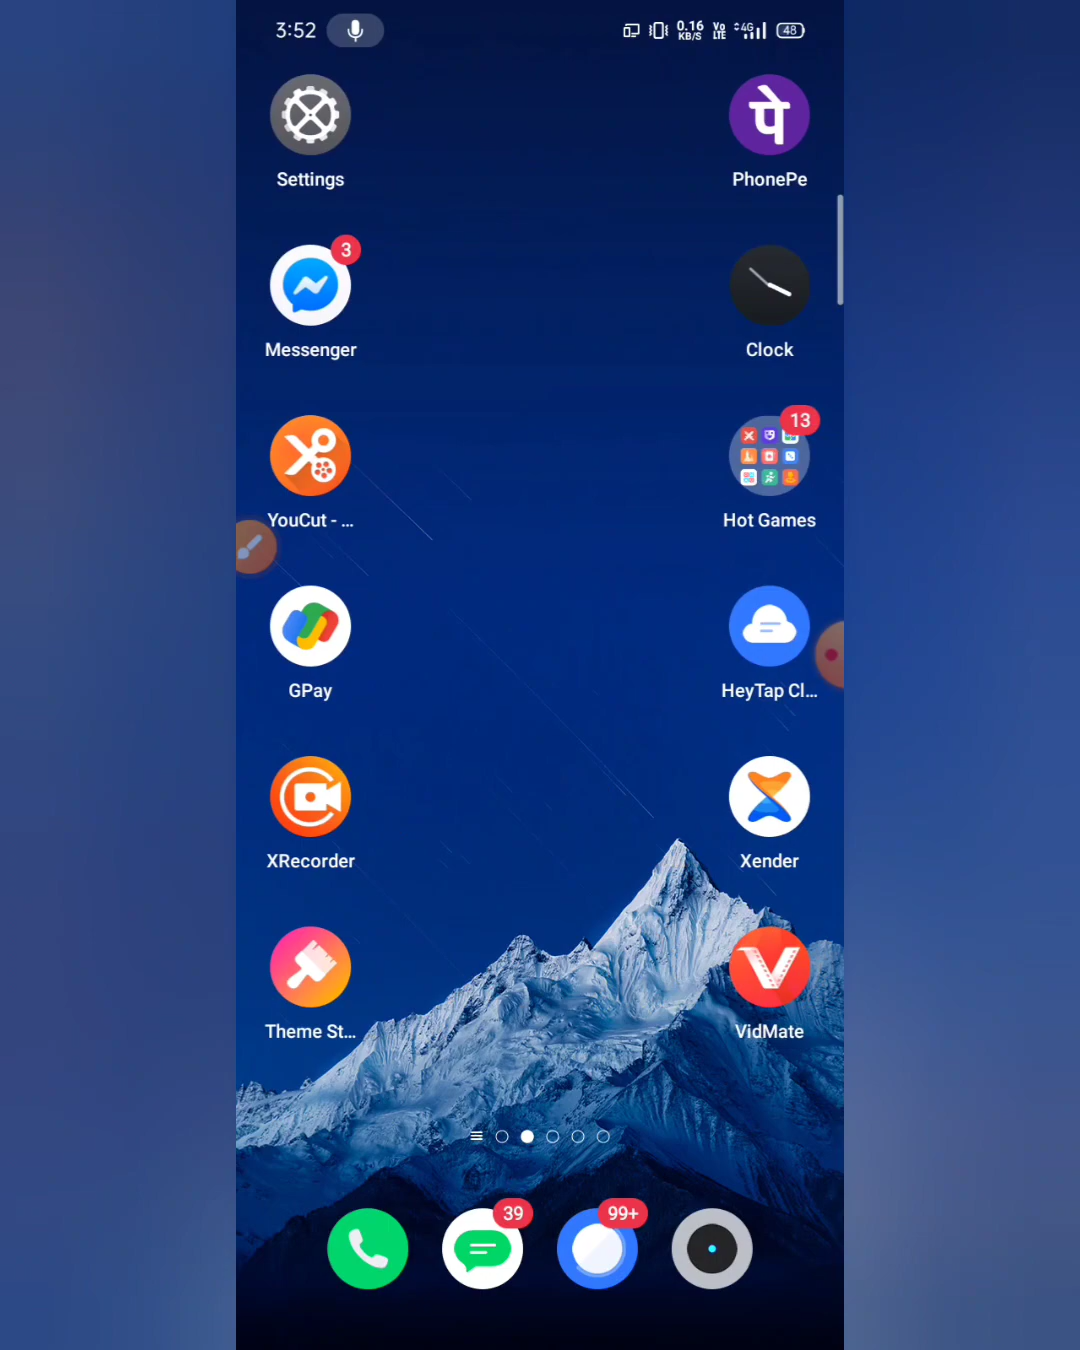 3:52 0.16 KB/S Vo LTE 4G 48
Settings PhonePe
पे
3
Messenger Clock
13
YouCut - ... Hot Games
GPay HeyTap Cl...
XRecorder Xender
Theme St... VidMate
39 99+